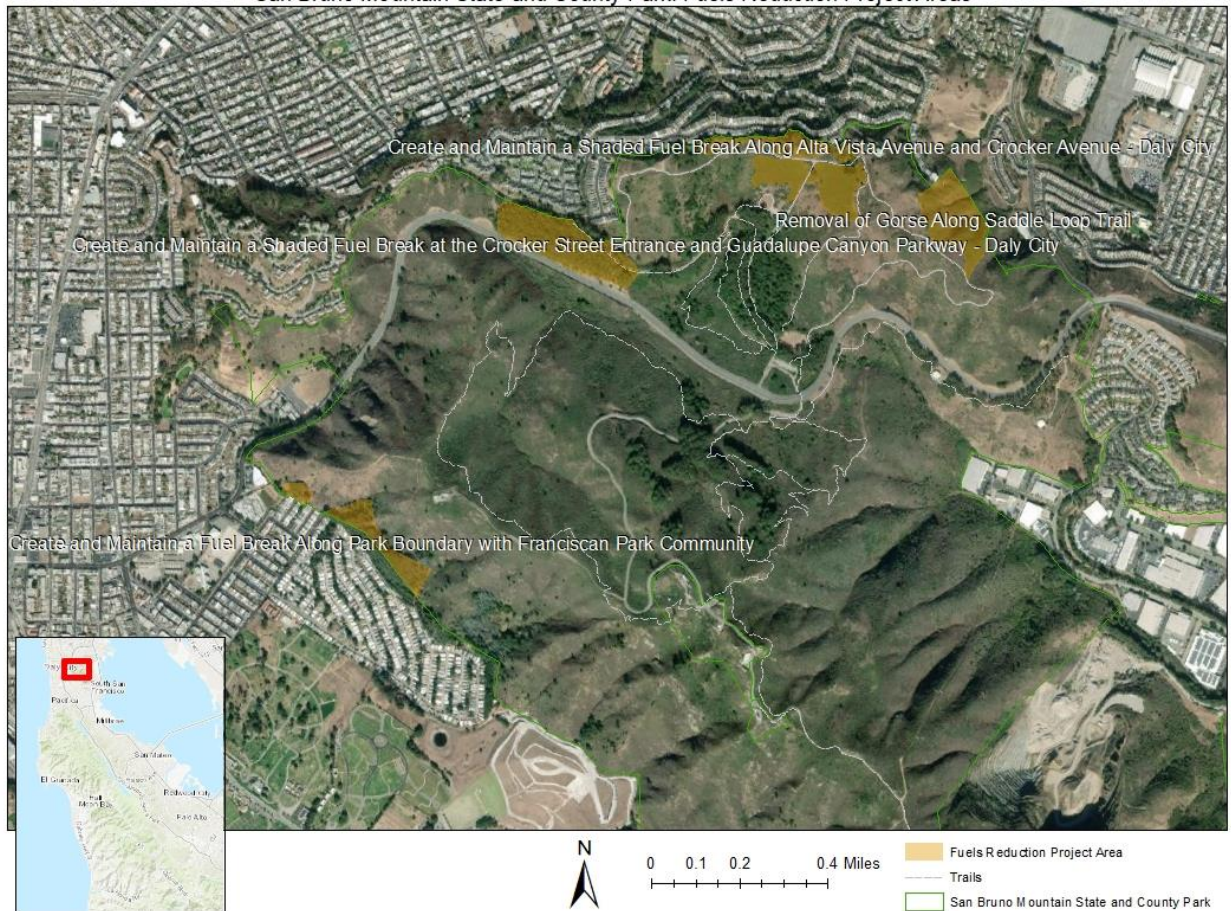 San Bruno Mountain State and County Park: Fuels Reduction Project Areas
Create and Maintain a Shaded Fuel Break Along Alta Vista Avenue and Crocker Avenue - Daly City
Removal of Gorse Along Saddle Loop Trail
Create and Maintain a Shaded Fuel Break at the Crocker Street Entrance and Guadalupe Canyon Parkway - Daly City
Create and Maintain a Fuel Break Along Park Boundary with Franciscan Park Community
Daly City
South San
Francisco
Pacifica
Millbrae
San Mateo
El Granada
Half
Moon Bay
Redwood City
Palo Alto
N
0 0.1 0.2 0.4 Miles
Fuels Reduction Project Area
Trails
San Bruno Mountain State and County Park